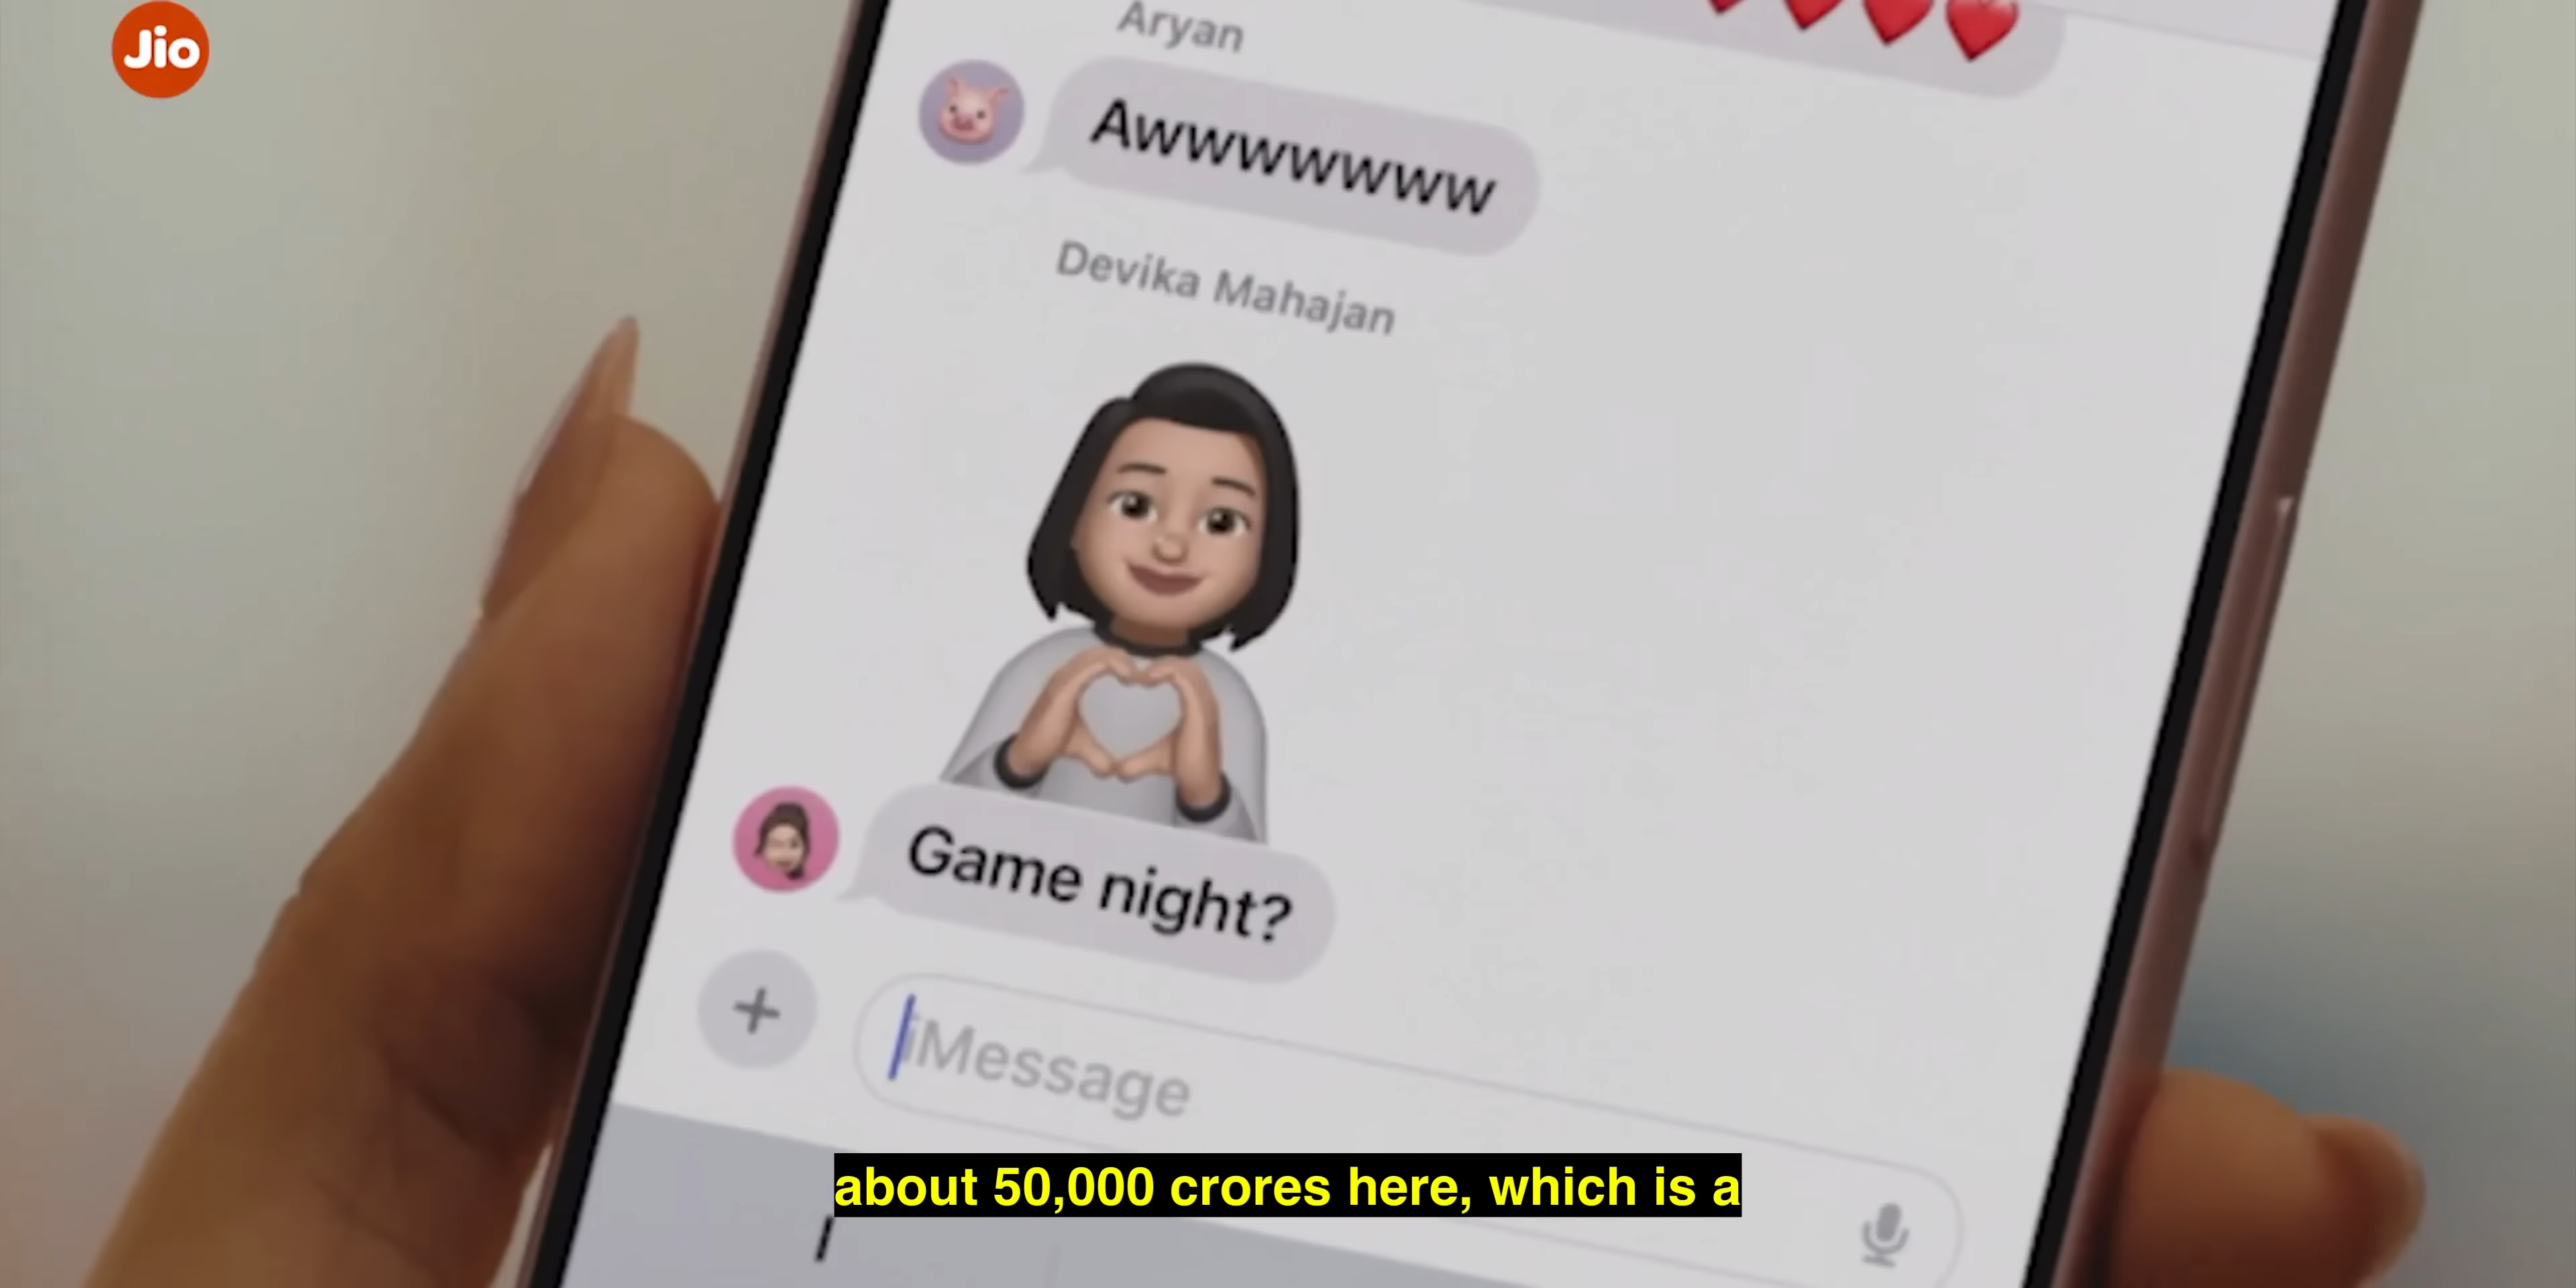 Jio
Aryan
Awwwwwww
Devika Mahajan
Game night?
+
iMessage
about 50,000 crores here, which is a
I